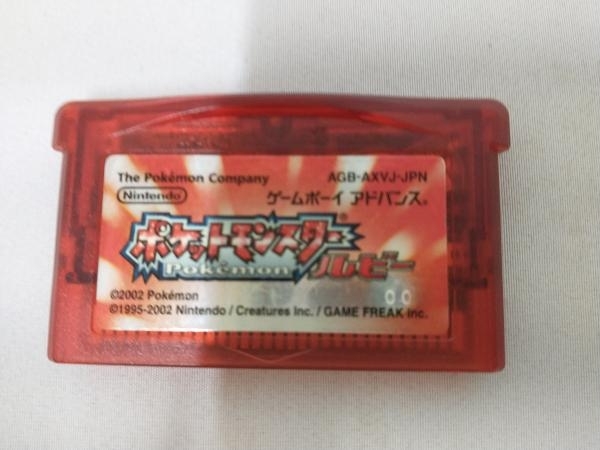 The Pokémon Company AGB-AXVJ-JPN
Nintendo ゲームボーイ アドバンス®
ポケットモンスター®
Pokémon ルビー
00
©2002 Pokémon
©1995-2002 Nintendo / Creatures inc. / GAME FREAK inc.